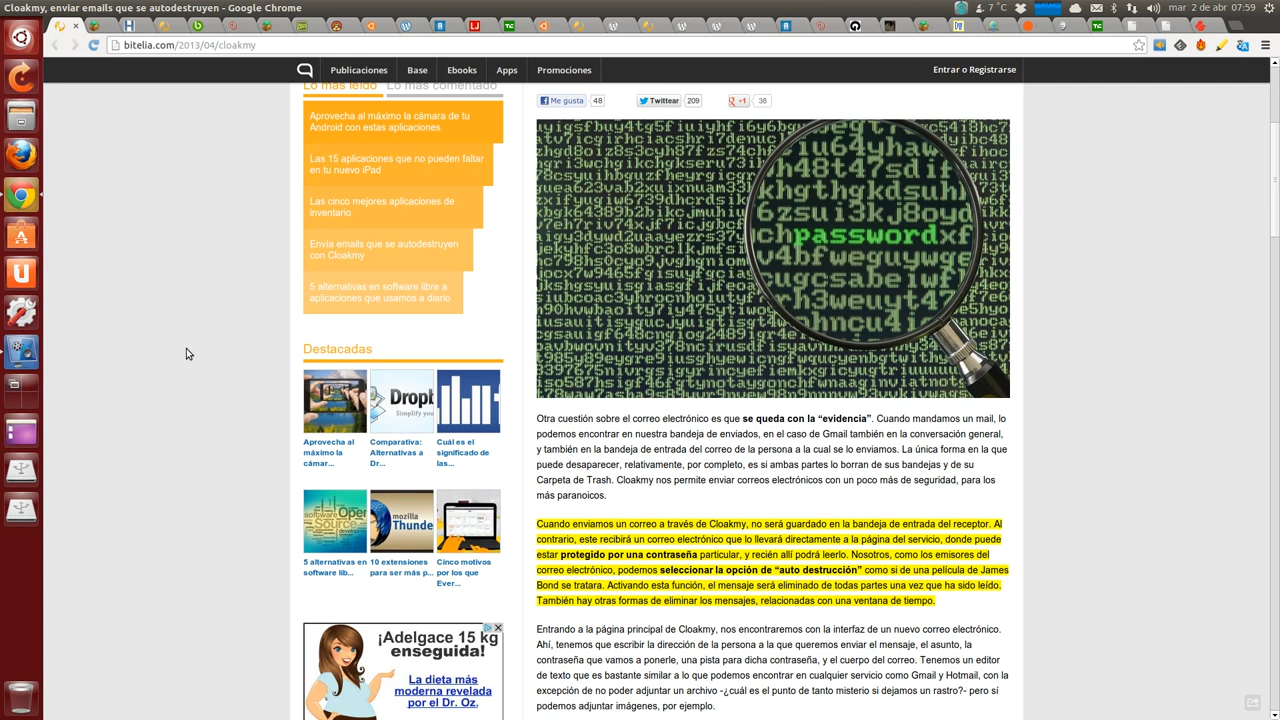 Cloakmy, enviar emails que se autodestruyen - Google Chrome
7 °C
mar 2 de abr 07:59
bitelia.com/2013/04/cloakmy
Publicaciones Base Ebooks Apps Promociones
Entrar o Registrarse
Lo más leído Lo más comentado
Aprovecha al máximo la cámara de tu
Android con estas aplicaciones
Las 15 aplicaciones que no pueden faltar
en tu nuevo iPad
Las cinco mejores aplicaciones de
inventario
Envía emails que se autodestruyen
con Cloakmy
5 alternativas en software libre a
aplicaciones que usamos a diario
Destacadas
Dropb
Simplify you
Aprovecha al
máximo la
cámar...
Comparativa:
Alternativas a
Dr...
Cuál es el
significado de
las...
software Open
Source
mozilla
Thunde
5 alternativas en
software lib...
10 extensiones
para ser más p...
Cinco motivos
por los que
Ever...
¡Adelgace 15 kg
enseguida!
La dieta más
moderna revelada
por el Dr. Oz.
Me gusta 48
Twittear 209
+1 38
password
Otra cuestión sobre el correo electrónico es que se queda con la “evidencia”. Cuando mandamos un mail, lo
podemos encontrar en nuestra bandeja de enviados, en el caso de Gmail también en la conversación general,
y también en la bandeja de entrada del correo de la persona a la cual se lo enviamos. La única forma en la que
puede desaparecer, relativamente, por completo, es si ambas partes lo borran de sus bandejas y de su
Carpeta de Trash. Cloakmy nos permite enviar correos electrónicos con un poco más de seguridad, para los
más paranoicos.
Cuando enviamos un correo a través de Cloakmy, no será guardado en la bandeja de entrada del receptor. Al
contrario, este recibirá un correo electrónico que lo llevará directamente a la página del servicio, donde puede
estar protegido por una contraseña particular, y recién allí podrá leerlo. Nosotros, como los emisores del
correo electrónico, podemos seleccionar la opción de “auto destrucción” como si de una película de James
Bond se tratara. Activando esta función, el mensaje será eliminado de todas partes una vez que ha sido leído.
También hay otras formas de eliminar los mensajes, relacionadas con una ventana de tiempo.
Entrando a la página principal de Cloakmy, nos encontraremos con la interfaz de un nuevo correo electrónico.
Ahí, tenemos que escribir la dirección de la persona a la que queremos enviar el mensaje, el asunto, la
contraseña que vamos a ponerle, una pista para dicha contraseña, y el cuerpo del correo. Tenemos un editor
de texto que es bastante similar a lo que podemos encontrar en cualquier servicio como Gmail y Hotmail, con la
excepción de no poder adjuntar un archivo -¿cuál es el punto de tanto misterio si dejamos un rastro?- pero sí
podemos adjuntar imágenes, por ejemplo.